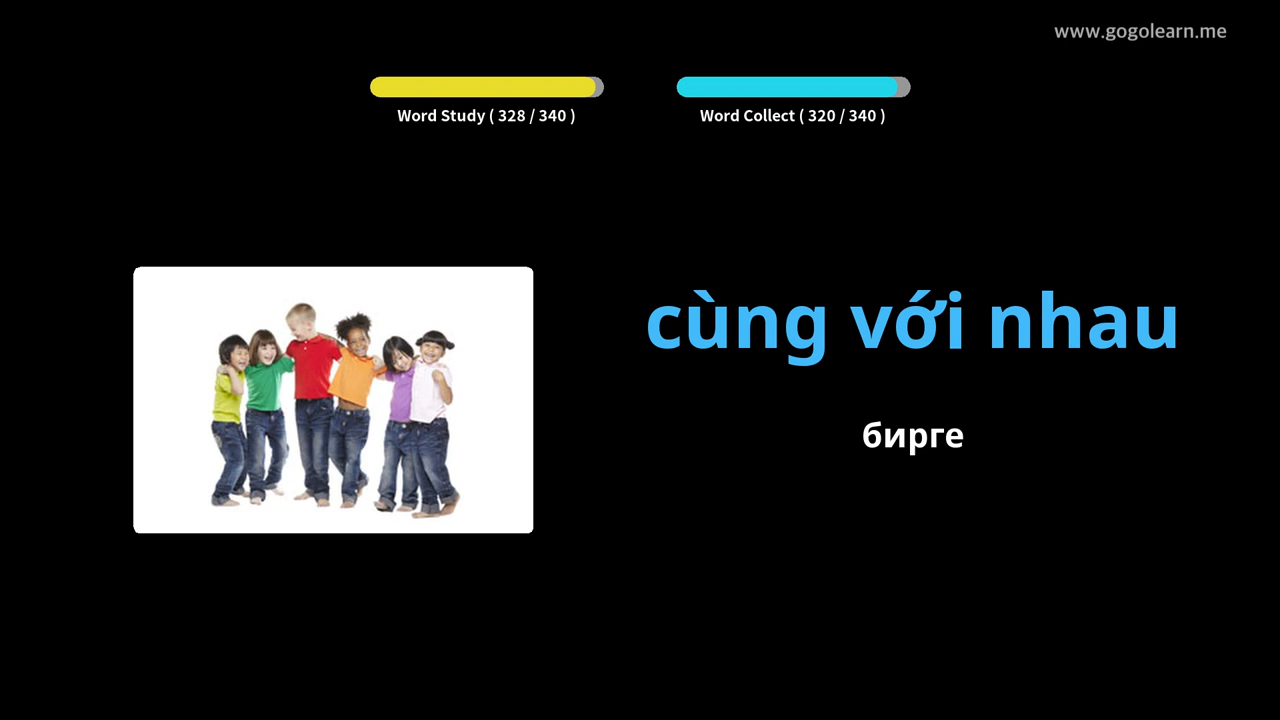 www.gogolearn.me
Word Study ( 328 / 340 )
Word Collect ( 320 / 340 )
cùng với nhau
бирге